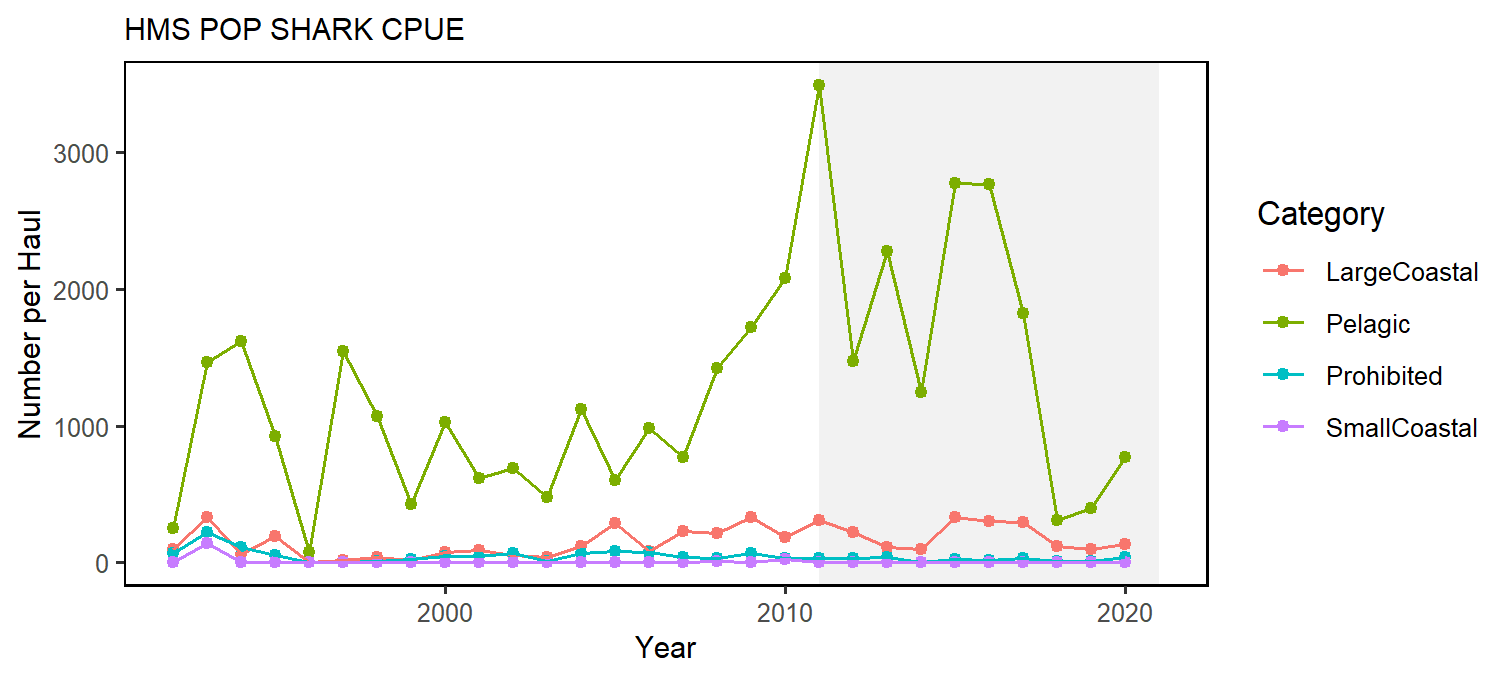 HMS POP SHARK CPUE
Number per Haul
3000
2000
1000
0
2000
2010
2020
Year
Category
LargeCoastal
Pelagic
Prohibited
SmallCoastal